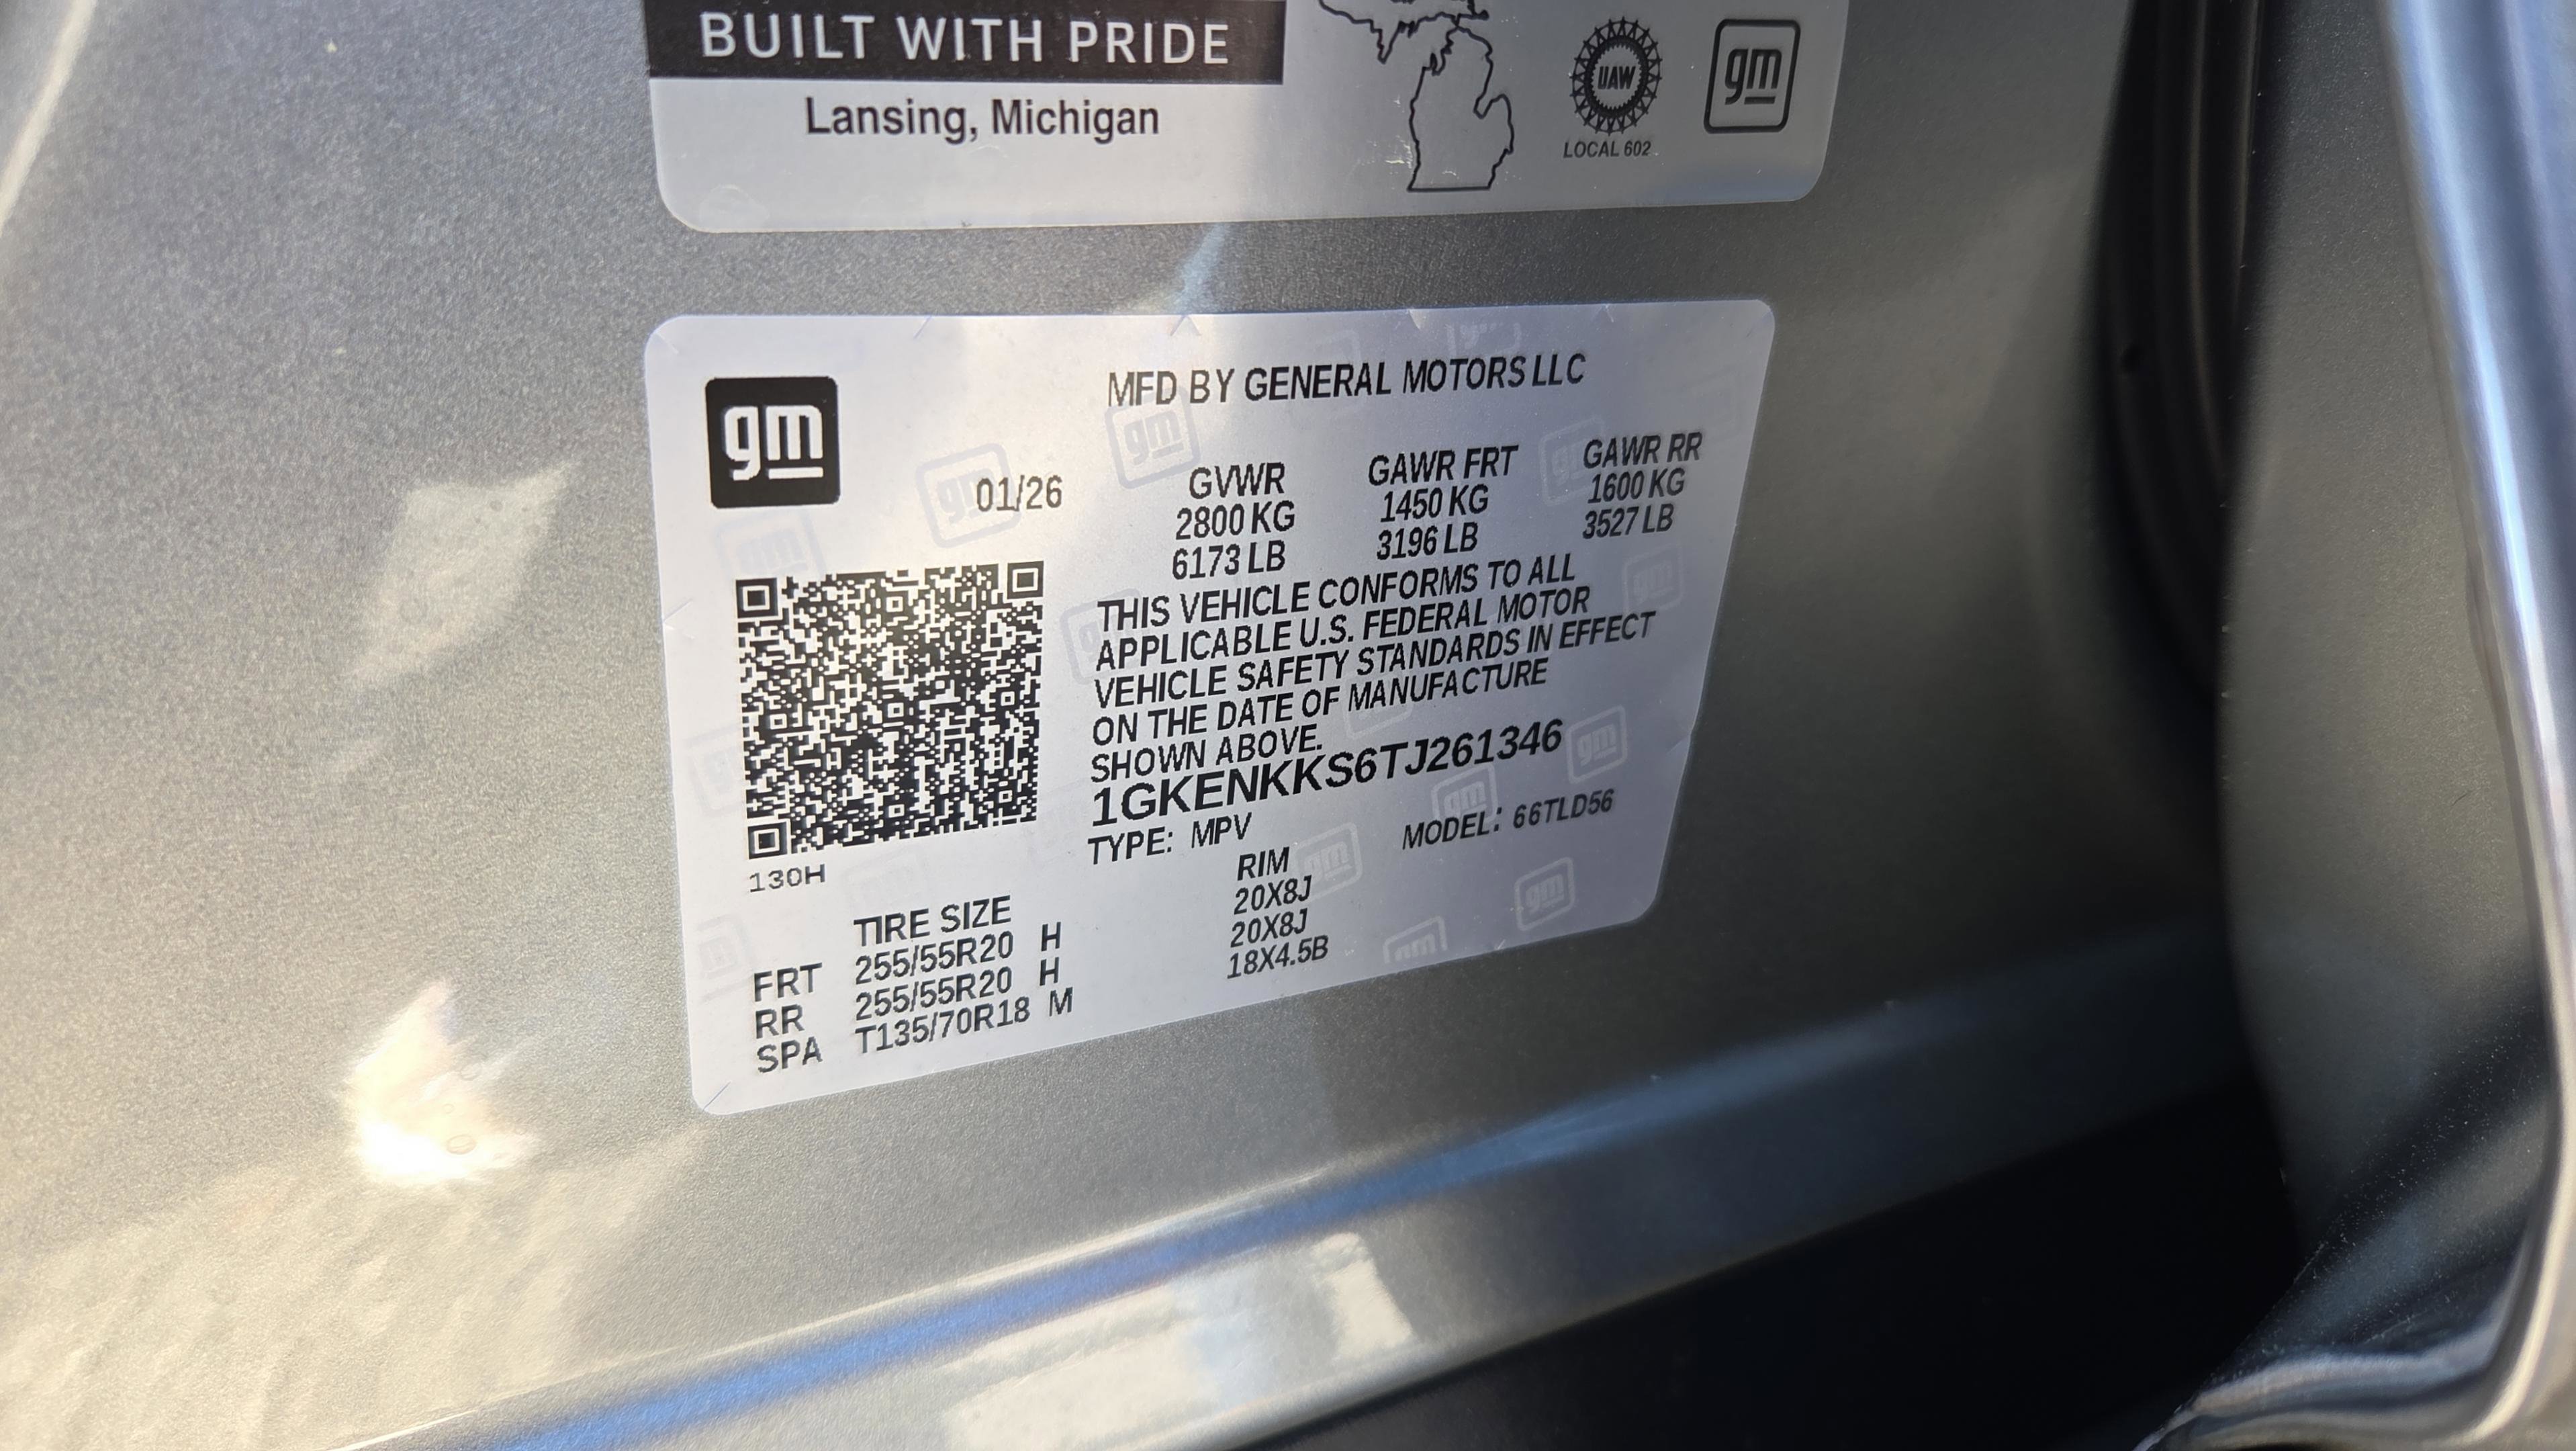 BUILT WITH PRIDE
Lansing, Michigan
UAW
LOCAL 602
gm
gm
MFD BY GENERAL MOTORS LLC
01/26
GVWR GAWR FRT GAWR RR
2800 KG 1450 KG 1600 KG
6173 LB 3196 LB 3527 LB
THIS VEHICLE CONFORMS TO ALL
APPLICABLE U.S. FEDERAL MOTOR
VEHICLE SAFETY STANDARDS IN EFFECT
ON THE DATE OF MANUFACTURE
SHOWN ABOVE.
1GKENKKS6TJ261346
TYPE: MPV MODEL: 66TLD56
130H
TIRE SIZE RIM
FRT 255/55R20 H 20X8J
RR 255/55R20 H 20X8J
SPA T135/70R18 M 18X4.5B